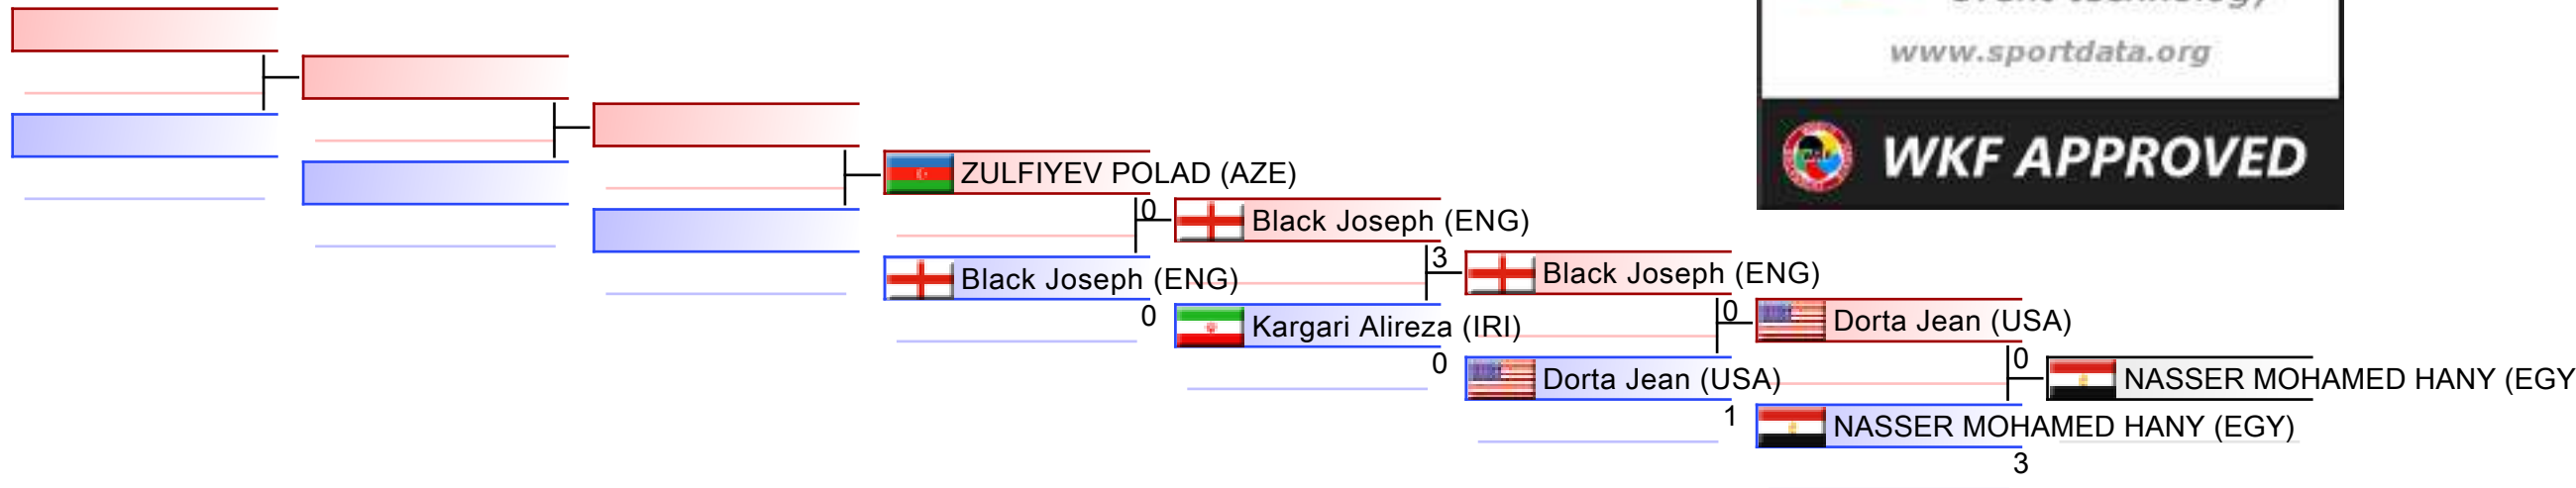 www.sportdata.org
WKF APPROVED
ZULFIYEV POLAD (AZE)
0
Black Joseph (ENG)
Black Joseph (ENG)
0
3
Black Joseph (ENG)
Kargari Alireza (IRI)
0
0
Dorta Jean (USA)
Dorta Jean (USA)
1
0
NASSER MOHAMED HANY (EGY
NASSER MOHAMED HANY (EGY)
3